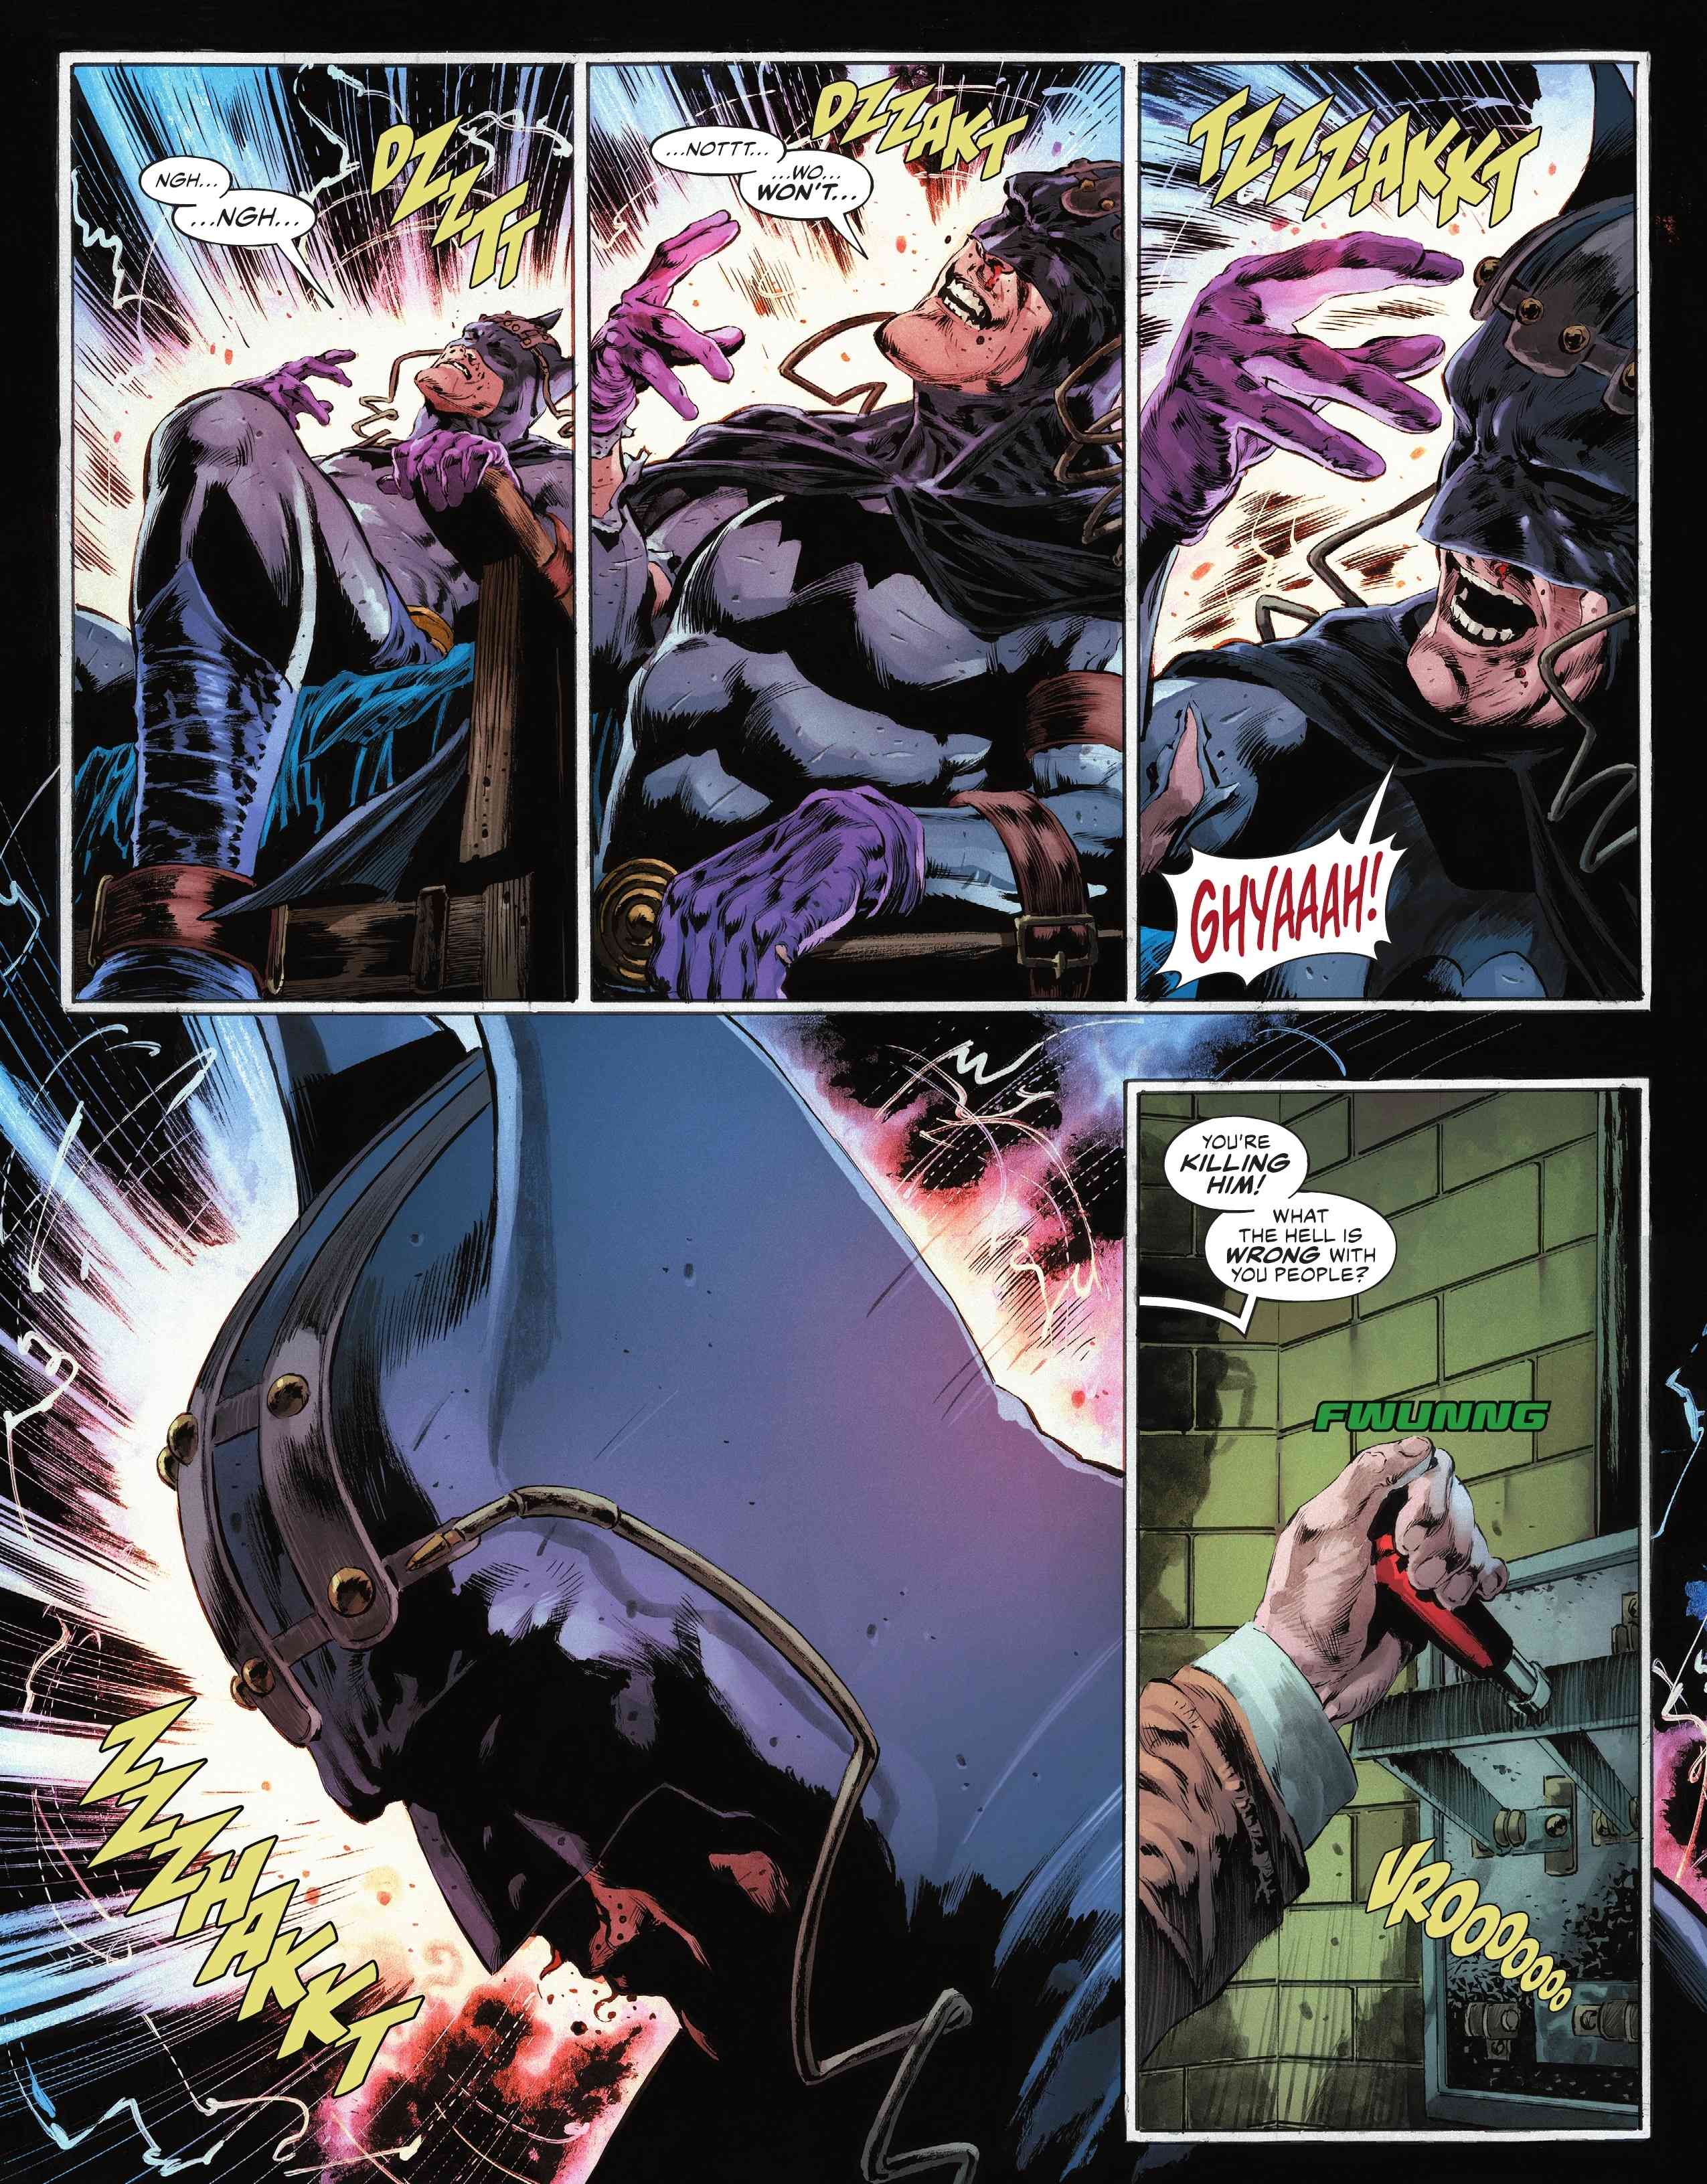 NGH...
...NGH...
DZZTT
...NOTTT...
...WO...
WON'T...
DZZAKT
TZZZAKKT
GHYAAAH!
ZZZZHAKKT
YOU'RE
KILLING
HIM!
WHAT
THE HELL IS
WRONG WITH
YOU PEOPLE?
FWUNNG
VROOOOOOO